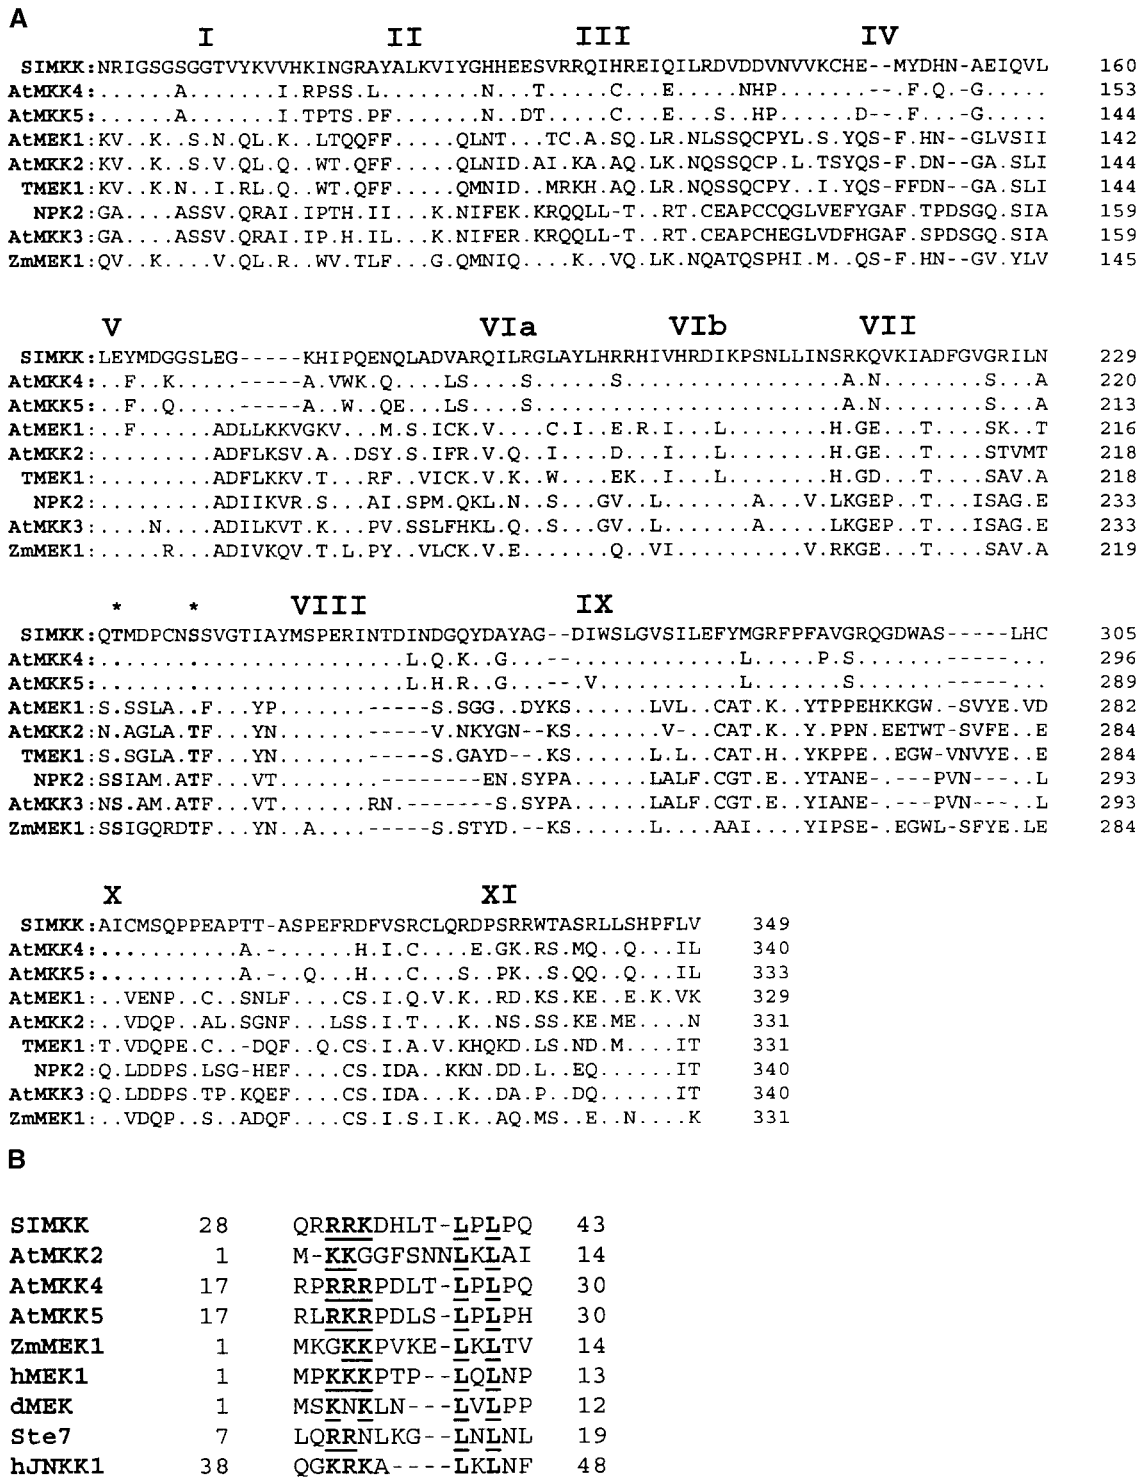 A
I II III IV
SIMKK:NRIGSGSGGTVYKVVHKINGRAYALKVIYGHHEESVRRQIHREIQILRDVDDVNVVKCHE--MYDHN-AEIQVL 160
AtMKK4:......A.......I.RPSS.L........N...T.....C...E.....NHP.......--.F.Q.-G..... 153
AtMKK5:......A.......I.TPTS.PF.......N..DT.....C...E...S..HP......D--.F...-G..... 144
AtMEK1:KV..K..S.N.QL.K..LTQQFF.....QLNT...TC.A.SQ.LR.NLSSQCPYL.S.YQS-F.HN--GLVSII 142
AtMKK2:KV..K..S.V.QL.Q..WT.QFF.....QLNID.AI.KA.AQ.LK.NQSSQCP.L.TSYQS-F.DN--GA.SLI 144
TMEK1:KV..K.N..I.RL.Q..WT.QFF.....QMNID..MRKH.AQ.LR.NQSSQCPY..I.YQS-FFDN--GA.SLI 144
NPK2:GA....ASSV.QRAI.IPTH.II...K.NIFEK.KRQQLL-T..RT.CEAPCCQGLVEFYGAF.TPDSGQ.SIA 159
AtMKK3:GA....ASSV.QRAI.IP.H.IL...K.NIFER.KRQQLL-T..RT.CEAPCHEGLVDFHGAF.SPDSGQ.SIA 159
ZmMEK1:QV..K....V.QL.R..WV.TLF...G.QMNIQ....K..VQ.LK.NQATQSPHI.M..QS-F.HN--GV.YLV 145
V VIa VIb VII
SIMKK:LEYMDGGSLEG-----KHIPQENQLADVARQILRGLAYLHRRHIVHRDIKPSNLLINSRKQVKIADFGVGRILN 229
AtMKK4:..F..K.....-----A.VWK.Q....LS....S......S.................A.N........S...A 220
AtMKK5:..F..Q.....-----A..W..QE...LS....S........................A.N........S...A 213
AtMEK1:..F......ADLLKKVGKV...M.S.ICK.V....C.I..E.R.I...L........H.GE...T....SK..T 216
AtMKK2:.........ADFLKSV.A..DSY.S.IFR.V.Q..I....D...I...L........H.GE...T....STVMT 218
TMEK1:.........ADFLKKV.T...RF..VICK.V.K..W....EK..I...L........H.GD...T....SAV.A 218
NPK2:.........ADIIKVR.S...AI.SPM.QKL.N..S...GV..L.......A...V.LKGEP..T...ISAG.E 233
AtMKK3:....N....ADILKVT.K...PV.SSLFHKL.Q..S...GV..L.......A.....LKGEP..T...ISAG.E 233
ZmMEK1:.....R...ADIVKQV.T.L.PY..VLCK.V.E.......Q..VI..........V.RKGE...T....SAV.A 219
* * VIII IX
SIMKK:QTMDPCNSSVGTIAYMSPERINTDINDGQYDAYAG--DIWSLGVSILEFYMGRFPFAVGRQGDWAS-----LHC 305
AtMKK4:........................L.Q.K..G...--.............M.....P.S.......-----... 296
AtMKK5:........................L.H.R..G...--.V...........M.......S.......-----... 289
AtMEK1:S.SSLA..F...YP.......-----S.SGG..DYKS......LVL..CAT.K..YTPPEHKKGW--SVYE.VD 282
AtMKK2:N.AGLA.TF...YN.......-----V.NKYGN--KS.......V-..CAT.K..Y.PPN.EETWT-SVFE..E 284
TMEK1:S.SGLA.TF...YN.......-----S.GAYD.--KS......L.L..CAT.H..YKPPE..EGW-VNVYE..E 284
NPK2:SSIAM.ATF...VT........---------EN.SYPA......LALF.CGT.E..YTANE-.---PVN---..L 293
AtMKK3:NS.AM.ATF...VT.......RN.-------S.SYPA......LALF.CGT.E..YIANE-.---PVN---..L 293
ZmMEK1:SSIGQRDTF...YN..A....-----S.STYD.--KS......L....AAI....YIPSE-.EGWL-SFYE.LE 284
X XI
SIMKK:AICMSQPPEAPTT-ASPEFRDFVSRCLQRDPSRRWTASRLLSHPFLV 349
AtMKK4:...........A.-......H.I.C....E.GK.RS.MQ..Q...IL 340
AtMKK5:...........A.-..Q...H...C...S..PK..S.QQ..Q...IL 333
AtMEK1:..VENP..C..SNLF....CS.I.Q.V.K..RD.KS.KE..E.K.VK 329
AtMKK2:..VDQP..AL.SGNF...LSS.I.T...K..NS.SS.KE.ME....N 331
TMEK1:T.VDQPE.C..-DQF..Q.CS.I.A.V.KHQKD.LS.ND.M....IT 331
NPK2:Q.LDDPS.LSG-HEF....CS.IDA..KKN.DD.L..EQ......IT 340
AtMKK3:Q.LDDPS.TP.KQEF....CS.IDA...K..DA.P..DQ......IT 340
ZmMEK1:..VDQP..S..ADQF....CS.I.S.I.K..AQ.MS..E..N....K 331
B
SIMKK 28 QRRRKDHLT-LPLPQ 43
AtMKK2 1 M-KKGGFSNNLKLAI 14
AtMKK4 17 RPRRRPDLT-LPLPQ 30
AtMKK5 17 RLRKRPDLS-LPLPH 30
ZmMEK1 1 MKGKKPVKE-LKLTV 14
hMEK1 1 MPKKKPTP--LQLNP 13
dMEK 1 MSKNKLN---LVLPP 12
Ste7 7 LQRRNLKG--LNLNL 19
hJNKK1 38 QGKRKA----LKLNF 48